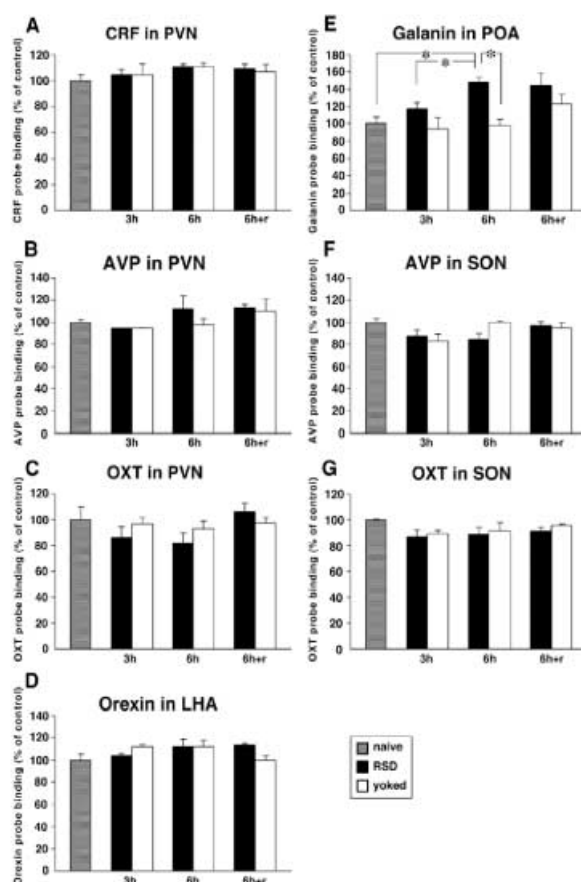 A
CRF in PVN
CRF probe binding (% of control)
120
100
80
60
40
20
0
3h
6h
6h+r
B
AVP in PVN
AVP probe binding (% of control)
120
100
80
60
40
20
0
3h
6h
6h+r
C
OXT in PVN
OXT probe binding (% of control)
120
100
80
60
40
20
0
3h
6h
6h+r
D
Orexin in LHA
Orexin probe binding (% of control)
140
120
100
80
60
40
20
0
3h
6h
6h+r
E
Galanin in POA
Galanin probe binding (% of control)
180
160
140
120
100
80
60
40
20
0
*
*
*
3h
6h
6h+r
F
AVP in SON
AVP probe binding (% of control)
120
100
80
60
40
20
0
3h
6h
6h+r
G
OXT in SON
OXT probe binding (% of control)
120
100
80
60
40
20
0
3h
6h
6h+r
naive
RSD
yoked